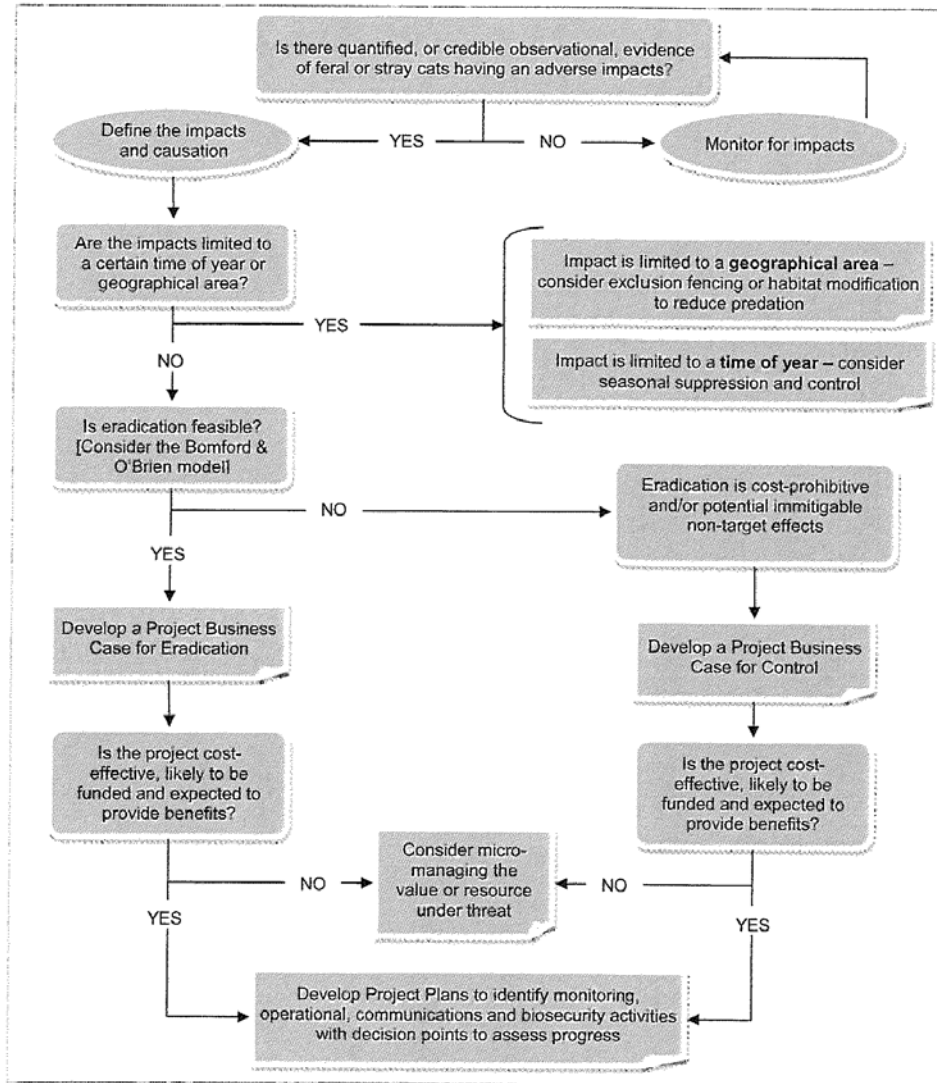 Is there quantified, or credible observational, evidence
of feral or stray cats having an adverse impacts?
Define the impacts
and causation
YES
NO
Monitor for impacts
Are the impacts limited to
a certain time of year or
geographical area?
YES
NO
Impact is limited to a geographical area –
consider exclusion fencing or habitat modification
to reduce predation
Impact is limited to a time of year – consider
seasonal suppression and control
Is eradication feasible?
[Consider the Bomford &
O'Brien model]
NO
YES
Eradication is cost-prohibitive
and/or potential immitigable
non-target effects
Develop a Project Business
Case for Eradication
Develop a Project Business
Case for Control
Is the project cost-
effective, likely to be
funded and expected to
provide benefits?
Is the project cost-
effective, likely to be
funded and expected to
provide benefits?
NO
Consider micro-
managing the
value or resource
under threat
NO
YES
YES
Develop Project Plans to identify monitoring,
operational, communications and biosecurity activities
with decision points to assess progress